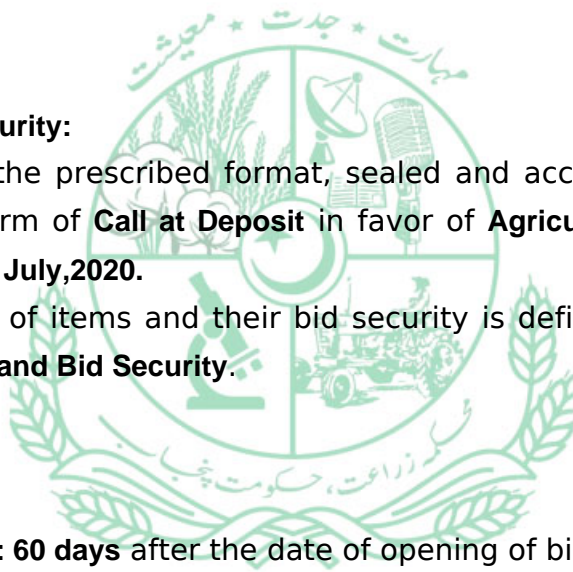 مہارت ★ جدت ★ معیشت
urity:
the prescribed format, sealed and acc
rm of Call at Deposit in favor of Agricu
July,2020.
of items and their bid security is defi
and Bid Security.
محکمہ زراعت، حکومت پنجاب
: 60 days after the date of opening of bi